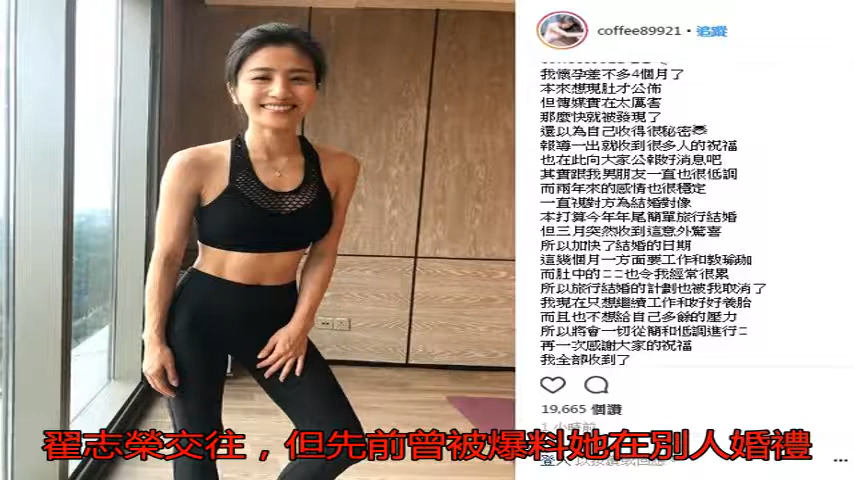 coffee89921 • 追蹤
我懷孕差不多4個月了
本來想現肚才公佈
但傳媒實在太厲害
那麼快就被發現了
還以為自己收得很秘密
報導一出就收到很多人的祝福
也在此向大家公報好消息吧
其實跟我男朋友一直也很低調
而兩年來的感情也很穩定
一直視對方為結婚對像
本打算今年年尾簡單旅行結婚
但三月突然收到這意外驚喜
所以加快了結婚的日期
這幾個月一方面要工作和教瑜珈
而肚中的□□也令我經常很累
所以旅行結婚的計劃也被我取消了
我現在只想繼續工作和好好養胎
而且也不想給自己多餘的壓力
所以將會一切從簡和低調進行□
再一次感謝大家的祝福
我全部收到了
19,665 個讚
1 小時前
翟志榮交往，但先前曾被爆料她在別人婚禮
登入